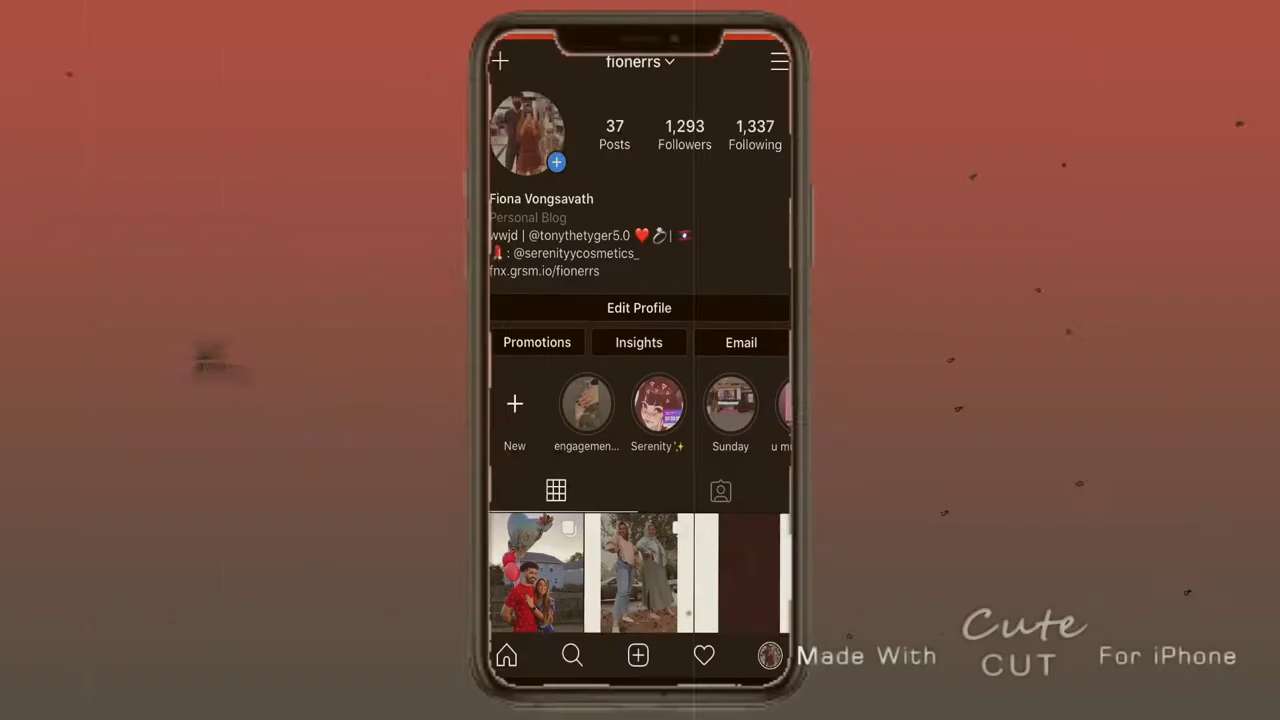 fionerrs
37 1,293 1,337
Posts Followers Following
Fiona Vongsavath
Personal Blog
wwjd | @tonythetyger5.0 ❤️💍| 🇱🇦
💄 : @serenityycosmetics_
fnx.grsm.io/fionerrs
Edit Profile
Promotions Insights Email
New engagemen... Serenity✨ Sunday u m
Made With Cute CUT For iPhone